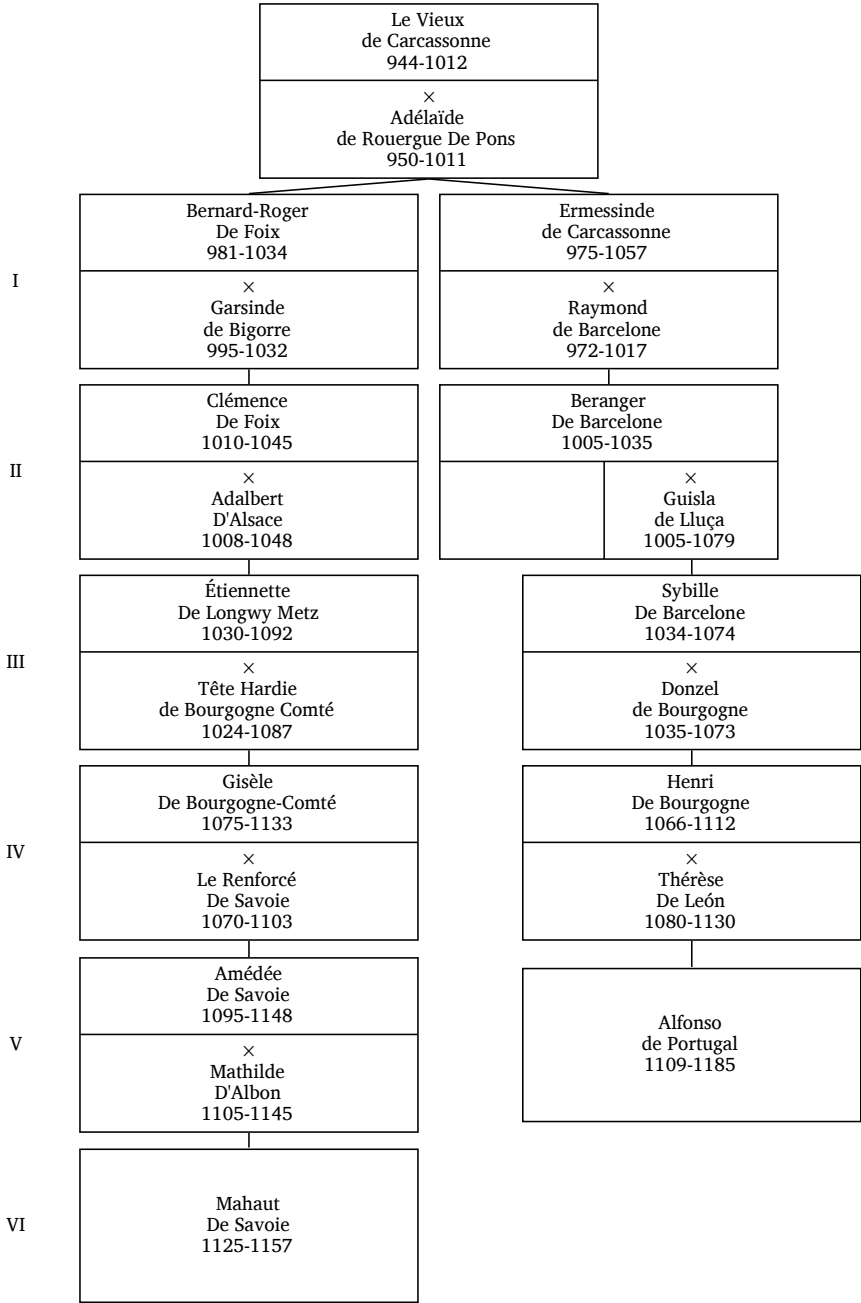 Le Vieux
de Carcassonne
944-1012
×
Adélaïde
de Rouergue De Pons
950-1011
I
Bernard-Roger
De Foix
981-1034
×
Garsinde
de Bigorre
995-1032
Ermessinde
de Carcassonne
975-1057
×
Raymond
de Barcelone
972-1017
II
Clémence
De Foix
1010-1045
×
Adalbert
D'Alsace
1008-1048
Beranger
De Barcelone
1005-1035
×
Guisla
de Lluça
1005-1079
III
Étiennette
De Longwy Metz
1030-1092
×
Tête Hardie
de Bourgogne Comté
1024-1087
Sybille
De Barcelone
1034-1074
×
Donzel
de Bourgogne
1035-1073
IV
Gisèle
De Bourgogne-Comté
1075-1133
×
Le Renforcé
De Savoie
1070-1103
Henri
De Bourgogne
1066-1112
×
Thérèse
De León
1080-1130
V
Amédée
De Savoie
1095-1148
×
Mathilde
D'Albon
1105-1145
Alfonso
de Portugal
1109-1185
VI
Mahaut
De Savoie
1125-1157